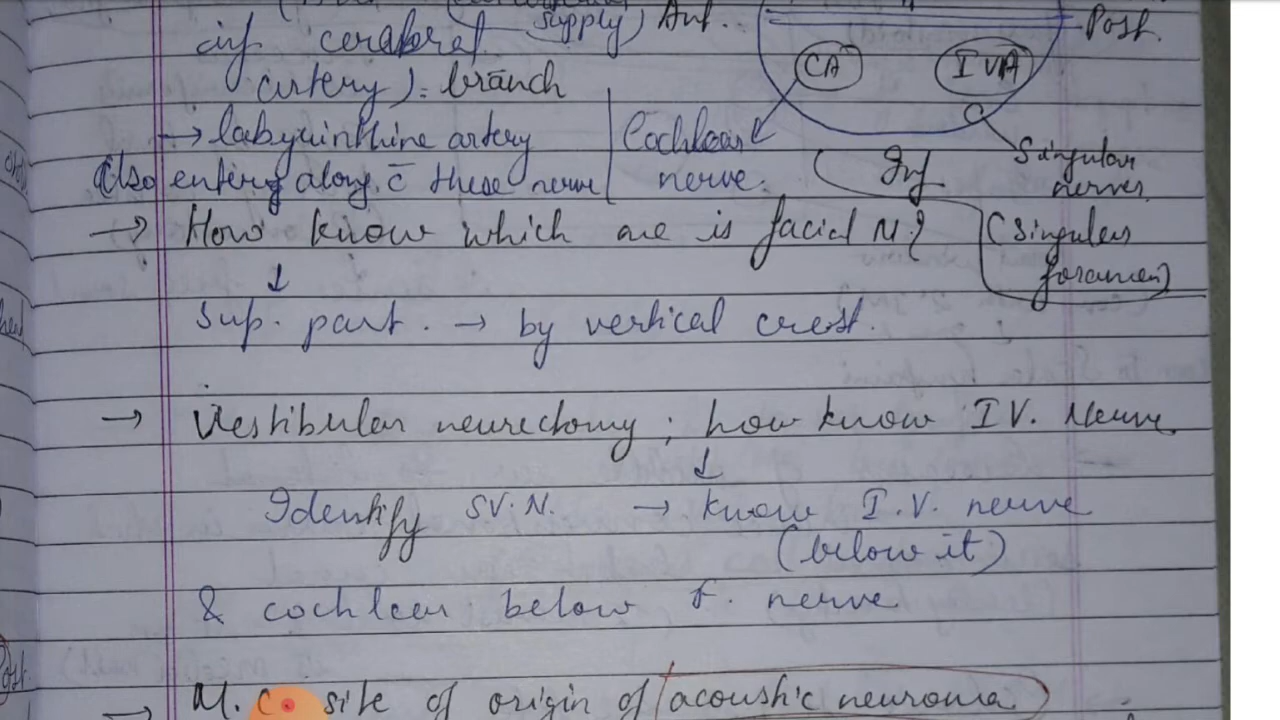 supply) Ant.
Post.
inf cerebral
artery) = branch
CA
IVA
→ labyrinthine artery
Cochlear
nerve.
Inf
Singular
nerves
Also entering along c̄ these nerve
→ How know which are is facial N?
(Singular
foramen)
↓
Sup. part. → by vertical crest.
→ Vestibular neurectomy ; how know I V. Nerve.
↓
Identify SV.N. → know I.V. nerve
(below it)
& cochlear below F. nerve
→ M.C. site of origin of (acoustic neuroma)